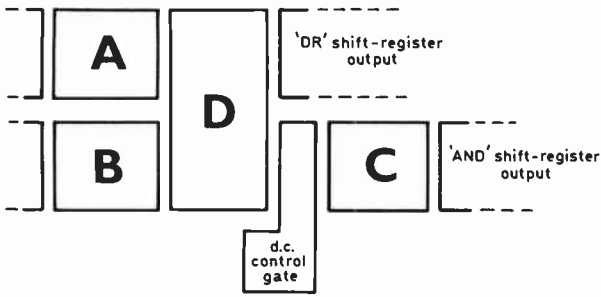 A
'OR' shift-register
output
D
B
C
'AND' shift-register
output
d.c.
control
gate